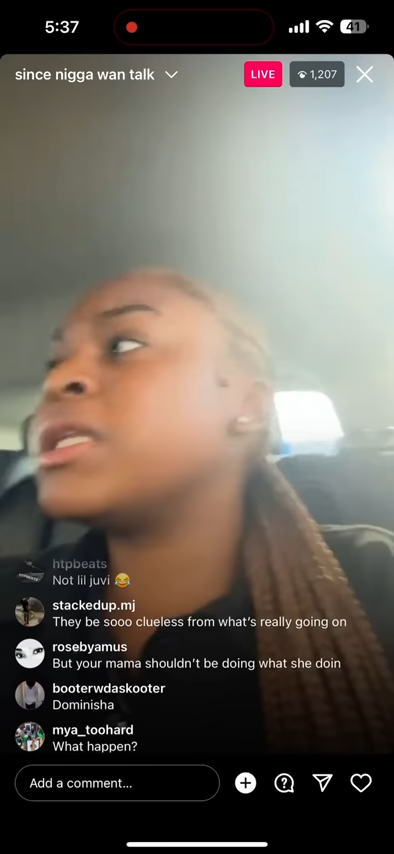 5:37
41
since nigga wan talk
LIVE
1,207
htpbeats
Not lil juvi 😂
stackedup.mj
They be sooo clueless from what's really going on
rosebyamus
But your mama shouldn't be doing what she doin
booterwdaskooter
Dominisha
mya_toohard
What happen?
Add a comment...